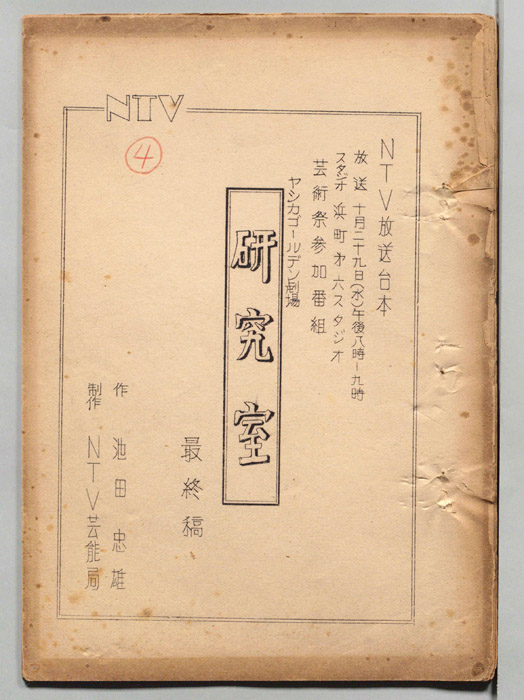 NTV
④
NTV放送台本
放送 十月二十九日(水)午後八時―九時
スタジオ 浜町才六スタジオ
芸術祭参加番組
ヤシカゴールデン劇場
研究室
最終稿
作 池田忠雄
制作 NTV芸能局